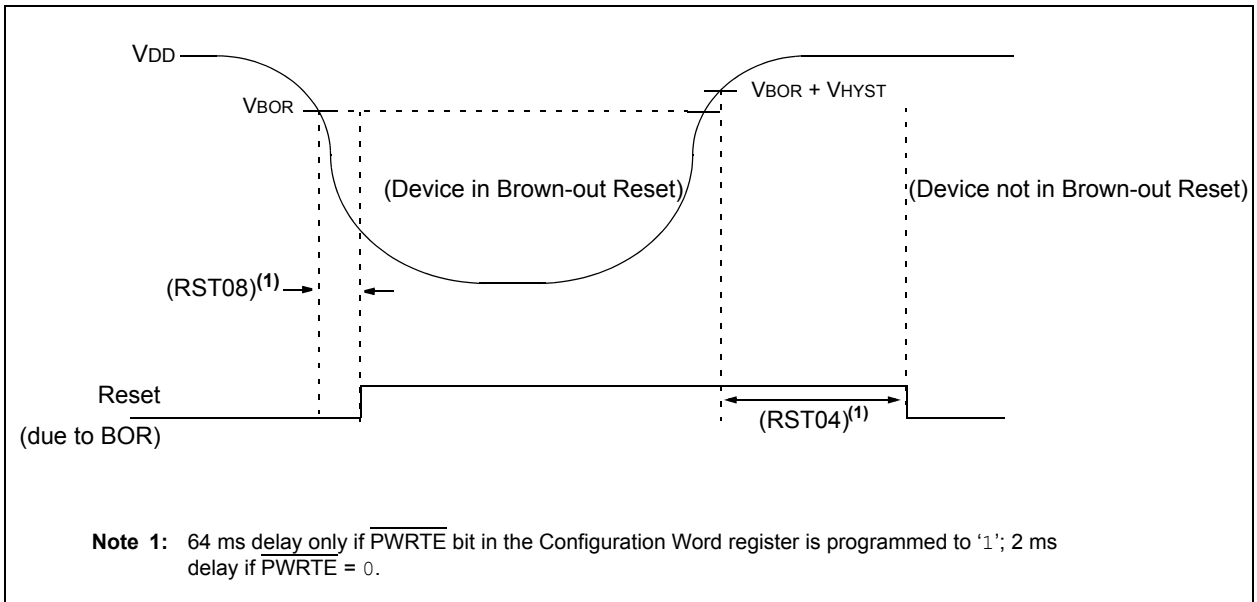 VDD
VBOR
VBOR + VHYST
(Device in Brown-out Reset)
(Device not in Brown-out Reset)
(RST08)(1)
Reset
(due to BOR)
(RST04)(1)
Note 1: 64 ms delay only if PWRTE bit in the Configuration Word register is programmed to ‘1’; 2 ms
delay if PWRTE = 0.